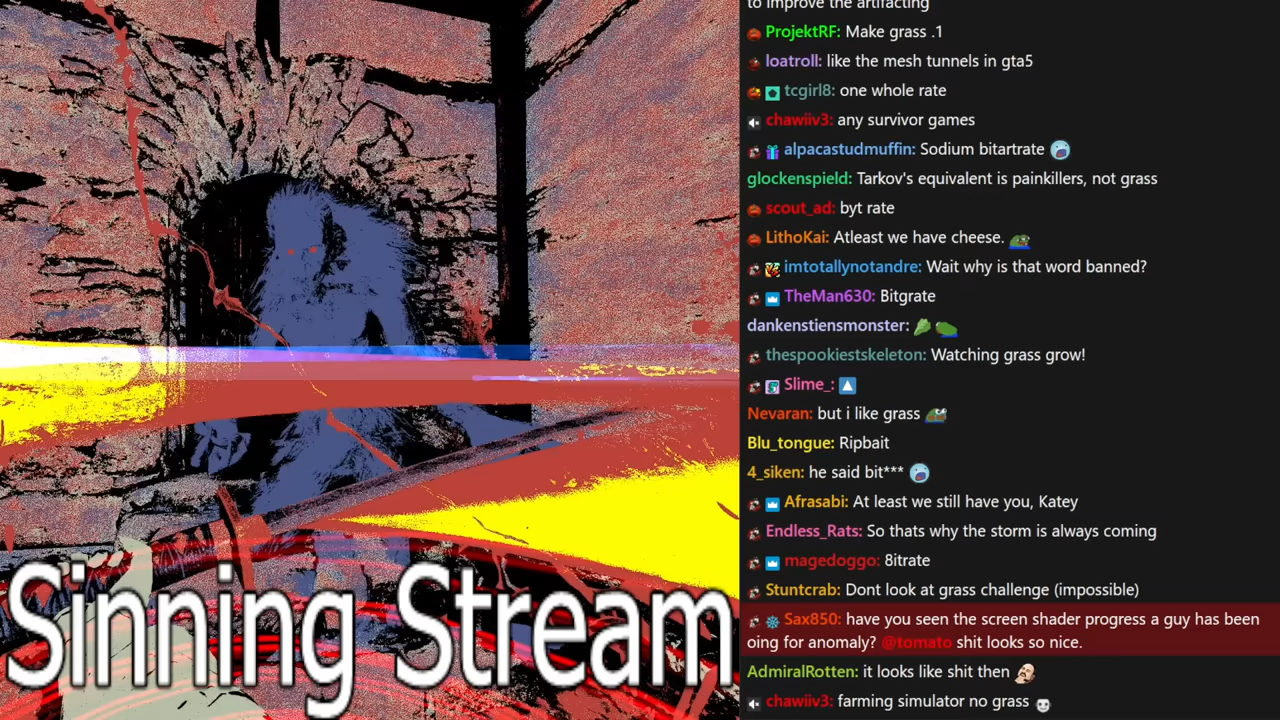 to improve the artifacting
ProjektRF: Make grass .1
loatroll: like the mesh tunnels in gta5
tcgirl8: one whole rate
chawiiv3: any survivor games
alpacastudmuffin: Sodium bitartrate
glockenspield: Tarkov's equivalent is painkillers, not grass
scout_ad: byt rate
LithoKai: Atleast we have cheese.
imtotallynotandre: Wait why is that word banned?
TheMan630: Bitgrate
dankenstiensmonster:
thespookiestskeleton: Watching grass grow!
Slime_:
Nevaran: but i like grass
Blu_tongue: Ripbait
4_siken: he said bit***
Afrasabi: At least we still have you, Katey
Endless_Rats: So thats why the storm is always coming
magedoggo: 8itrate
Stuntcrab: Dont look at grass challenge (impossible)
Sax850: have you seen the screen shader progress a guy has been
oing for anomaly? @tomato shit looks so nice.
AdmiralRotten: it looks like shit then
chawiiv3: farming simulator no grass
Sinning Stream